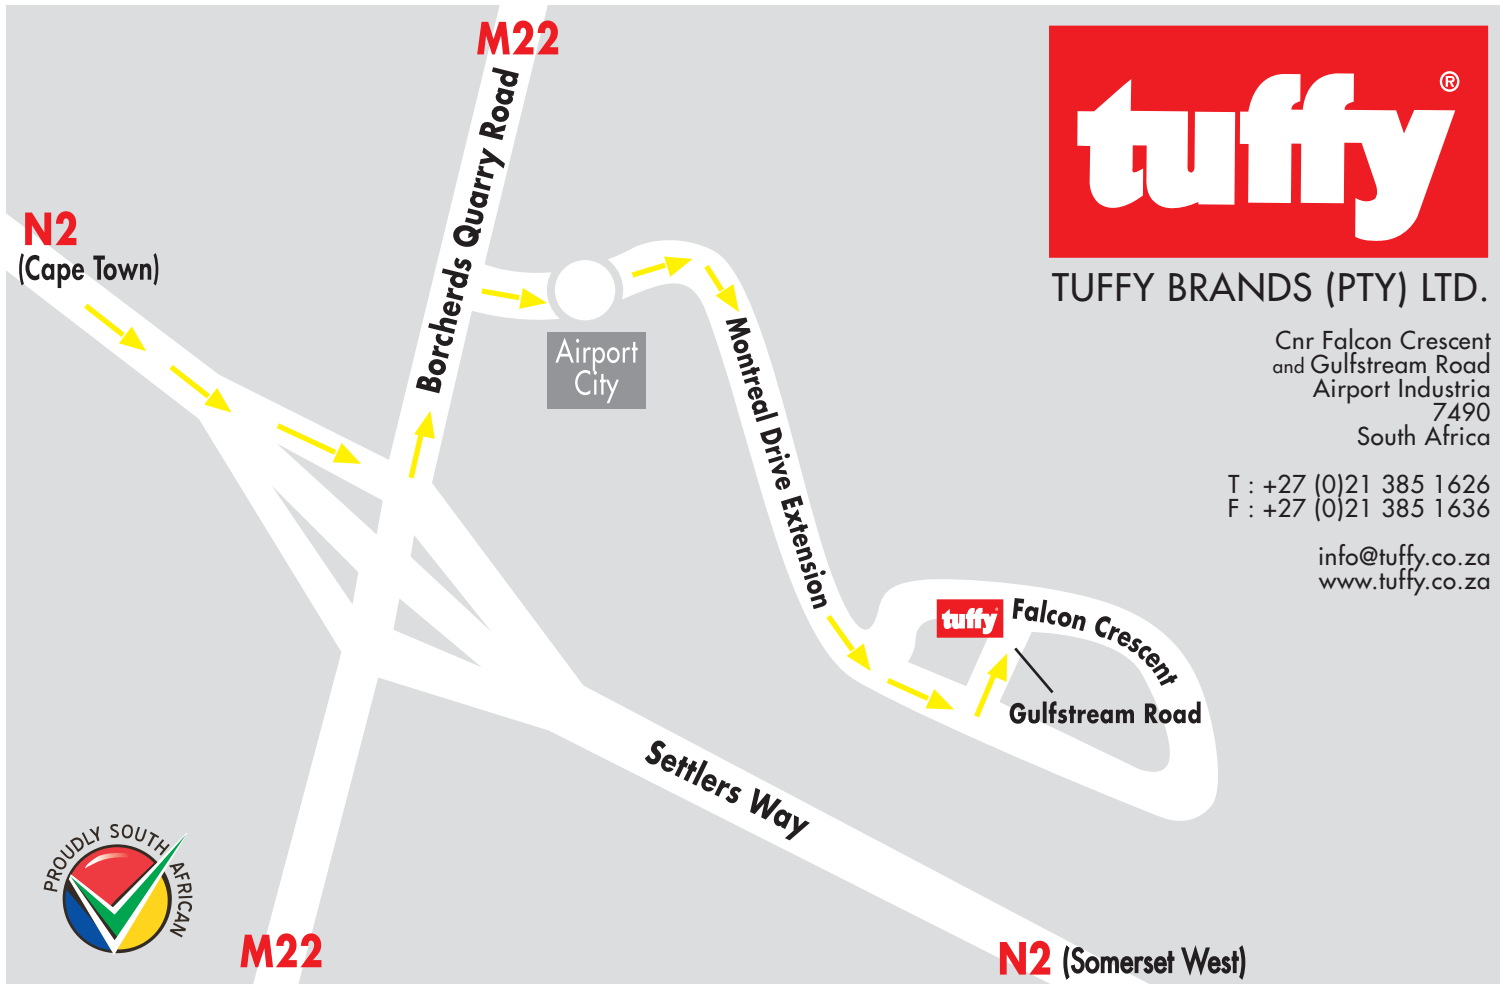 M22
Borcherds Quarry Road
N2
(Cape Town)
Airport
City
Montreal Drive Extension
tuffy
Falcon Crescent
Gulfstream Road
Settlers Way
M22
N2 (Somerset West)
PROUDLY SOUTH AFRICAN
tuffy®
TUFFY BRANDS (PTY) LTD.
Cnr Falcon Crescent
and Gulfstream Road
Airport Industria
7490
South Africa
T : +27 (0)21 385 1626
F : +27 (0)21 385 1636
info@tuffy.co.za
www.tuffy.co.za